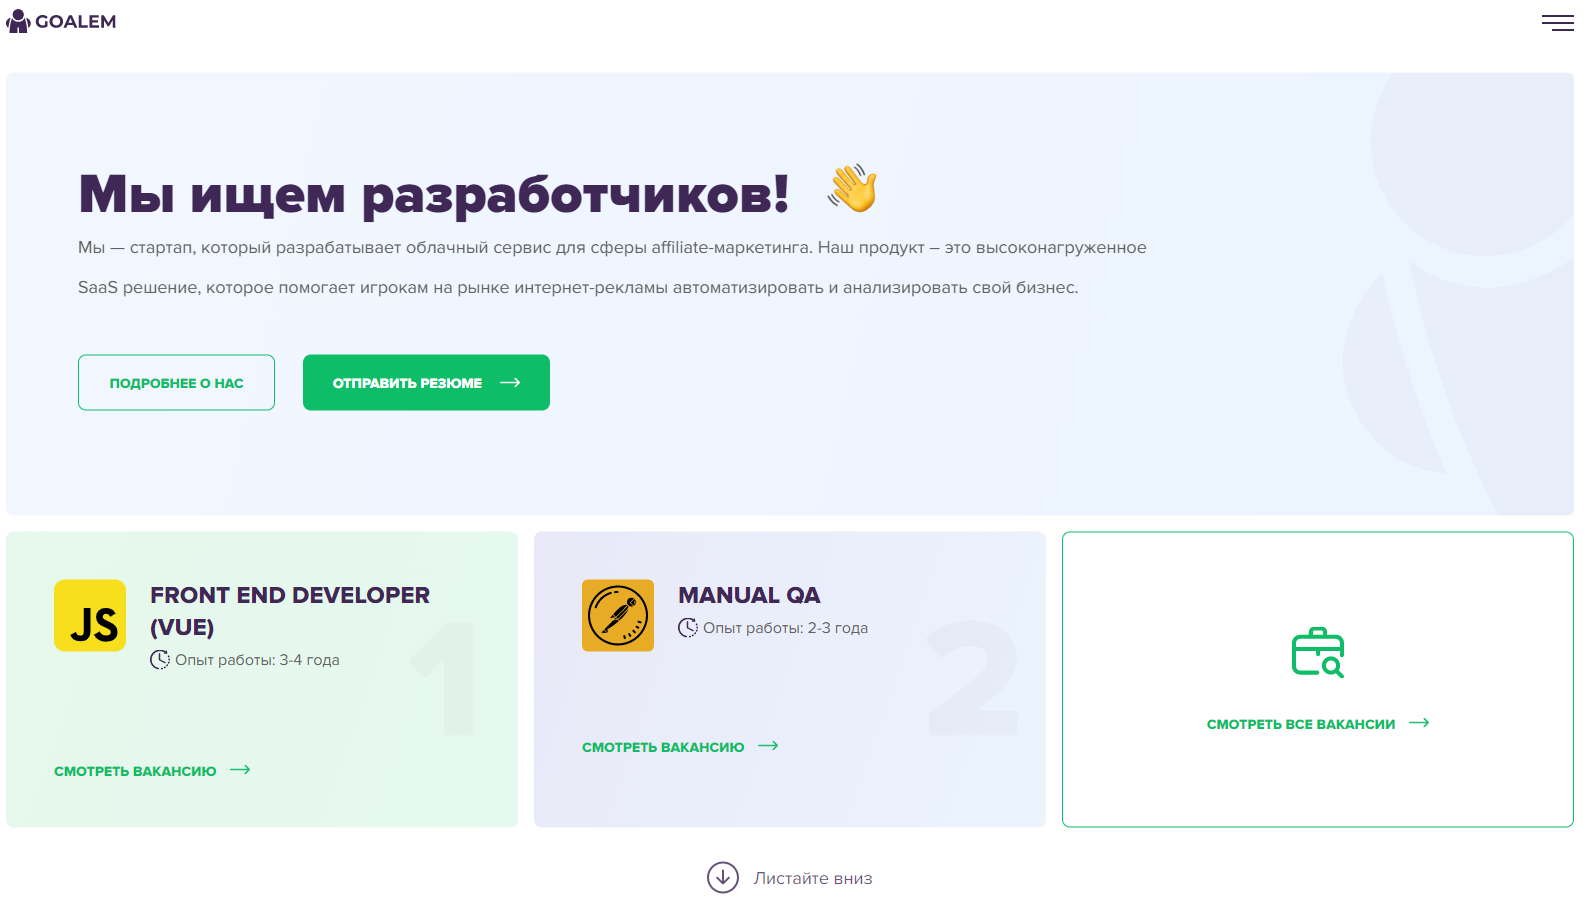 GOALEM
Мы ищем разработчиков!
Мы — стартап, который разрабатывает облачный сервис для сферы affiliate-маркетинга. Наш продукт – это высоконагруженное
SaaS решение, которое помогает игрокам на рынке интернет-рекламы автоматизировать и анализировать свой бизнес.
ПОДРОБНЕЕ О НАС
ОТПРАВИТЬ РЕЗЮМЕ
JS
FRONT END DEVELOPER
(VUE)
Опыт работы: 3-4 года
1
СМОТРЕТЬ ВАКАНСИЮ
MANUAL QA
Опыт работы: 2-3 года
2
СМОТРЕТЬ ВАКАНСИЮ
СМОТРЕТЬ ВСЕ ВАКАНСИИ
Листайте вниз